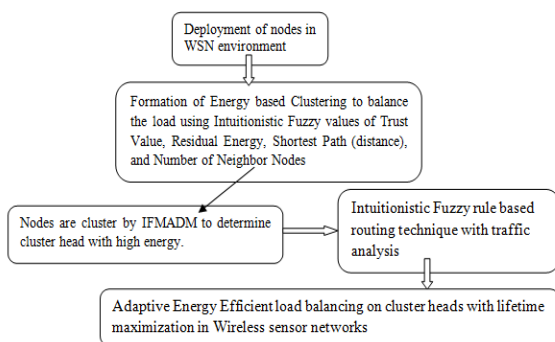 Deployment of nodes in
WSN environment
Formation of Energy based Clustering to balance
the load using Intuitionistic Fuzzy values of Trust
Value, Residual Energy, Shortest Path (distance),
and Number of Neighbor Nodes
Nodes are cluster by IFMADM to determine
cluster head with high energy.
Intuitionistic Fuzzy rule based
routing technique with traffic
analysis
Adaptive Energy Efficient load balancing on cluster heads with lifetime
maximization in Wireless sensor networks